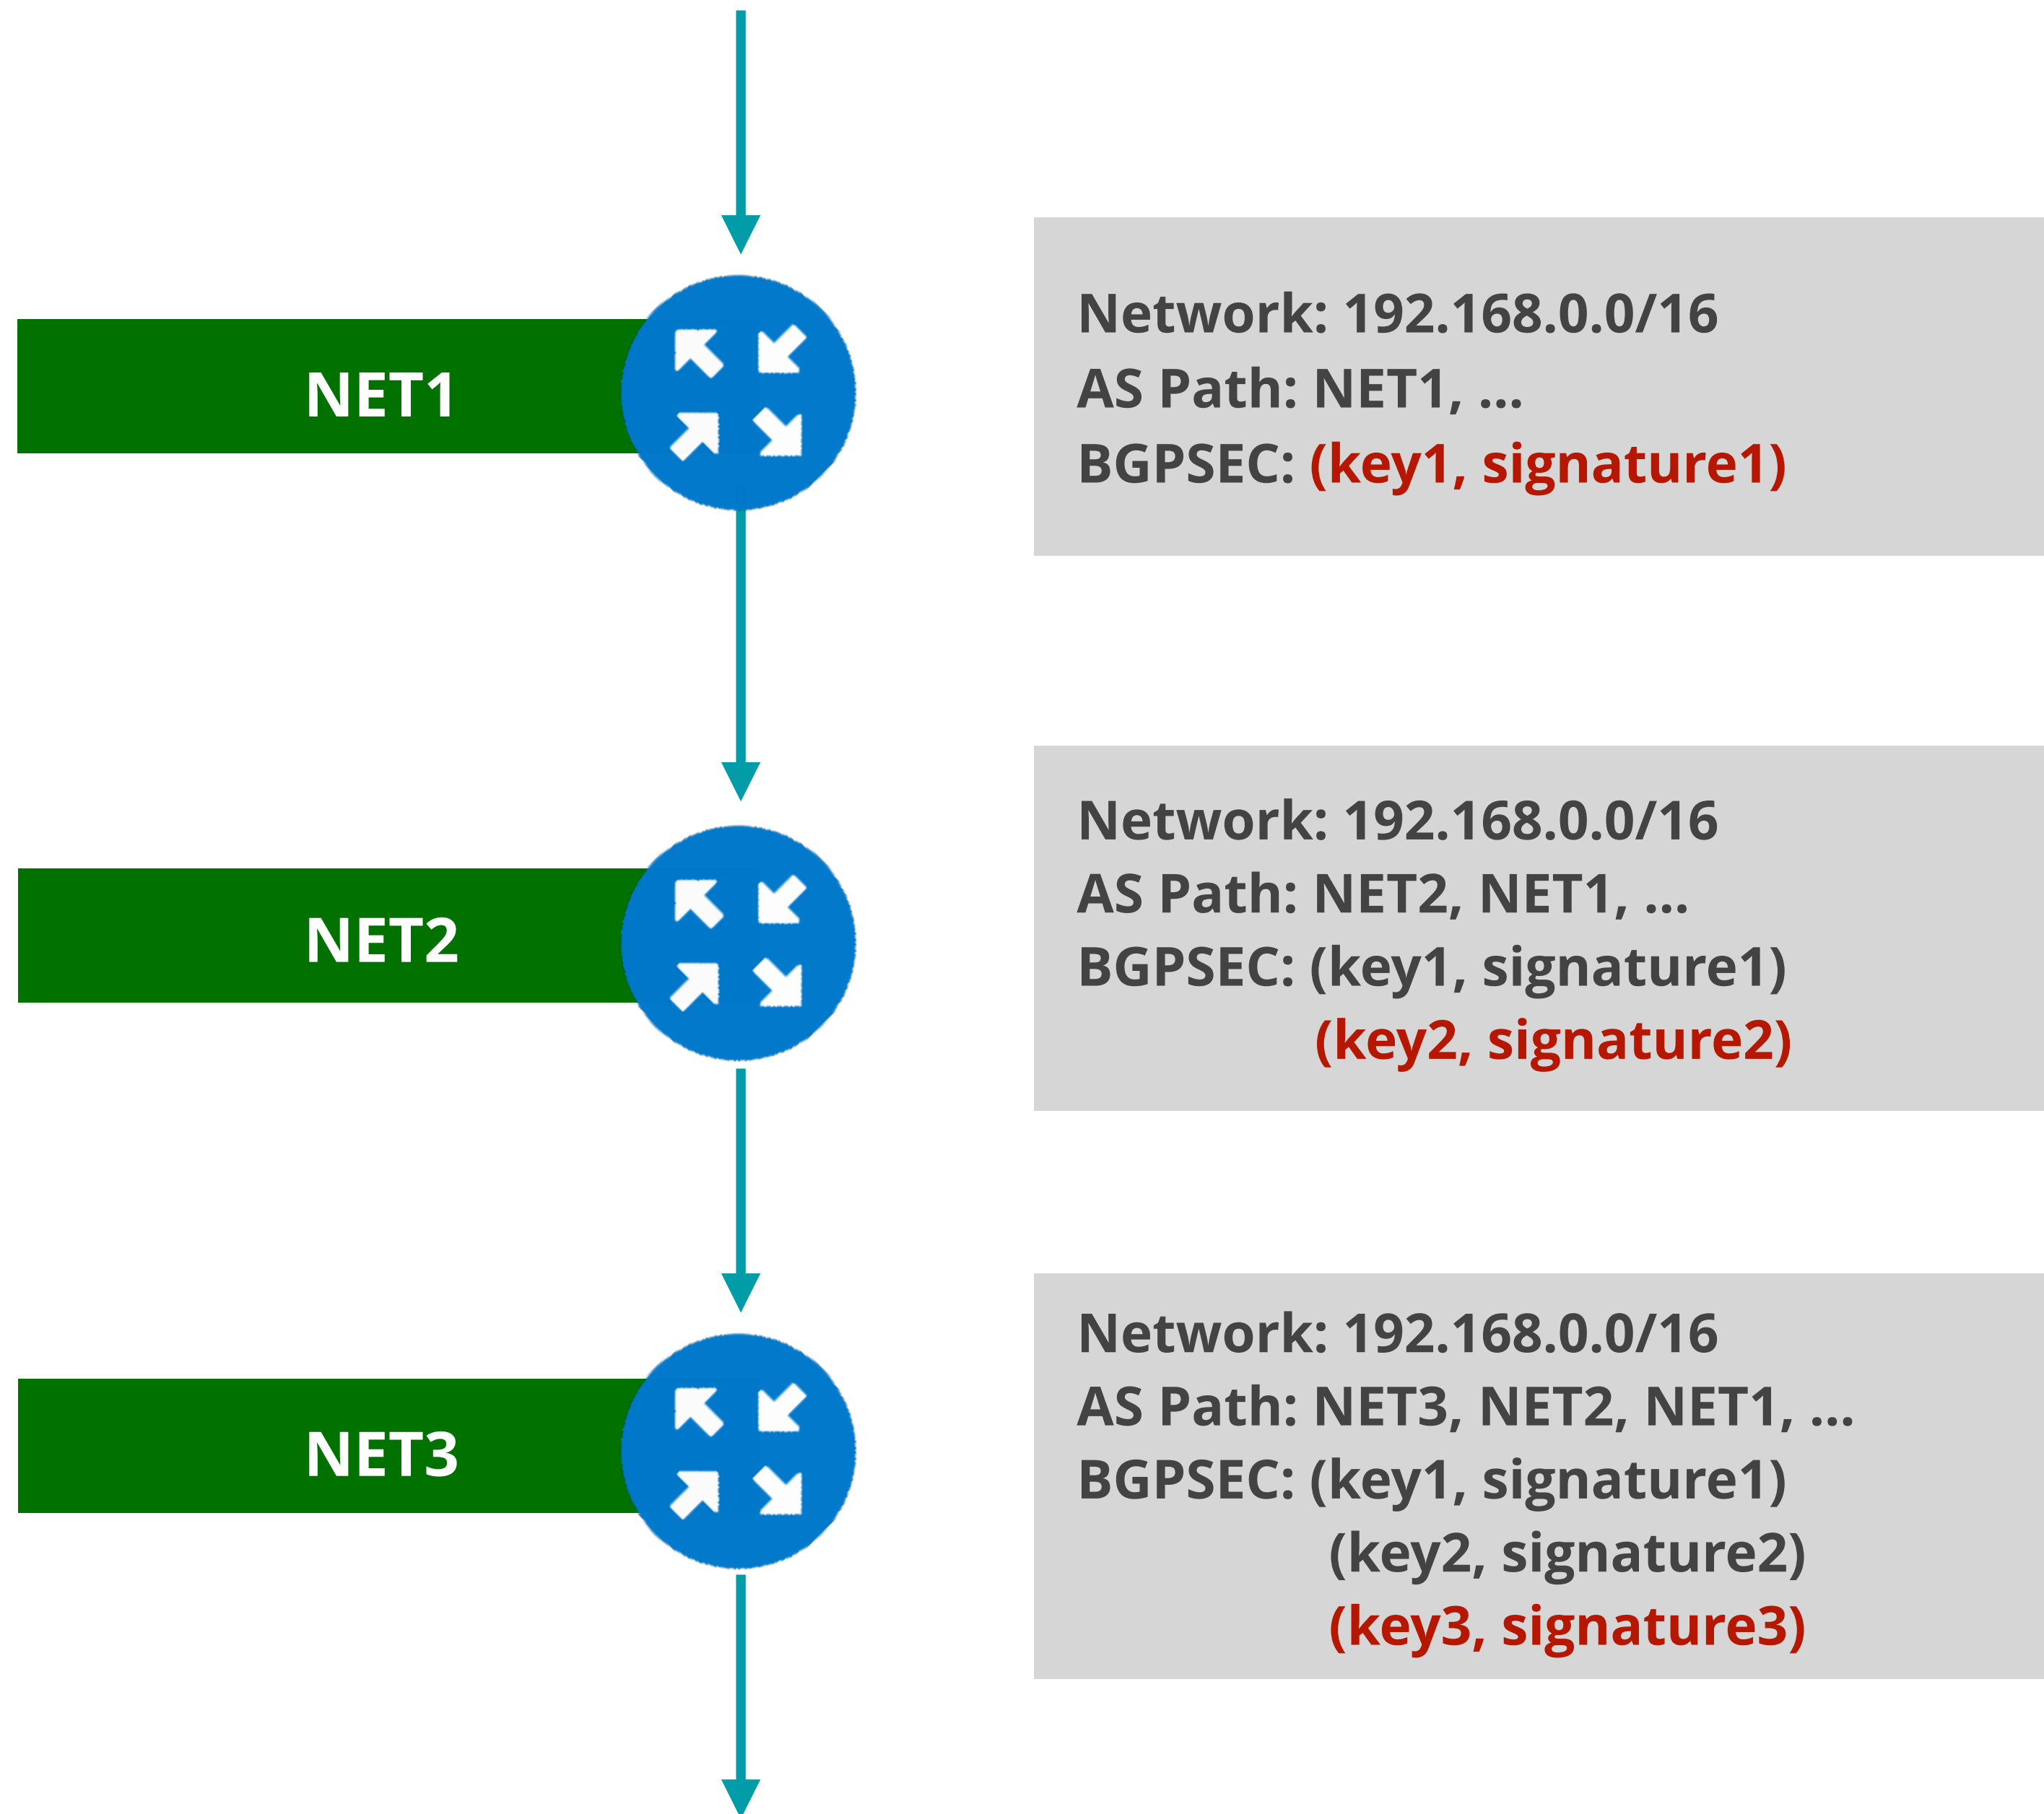 NET1
Network: 192.168.0.0/16
AS Path: NET1, ...
BGPSEC: (key1, signature1)
NET2
Network: 192.168.0.0/16
AS Path: NET2, NET1, ...
BGPSEC: (key1, signature1)
(key2, signature2)
NET3
Network: 192.168.0.0/16
AS Path: NET3, NET2, NET1, ...
BGPSEC: (key1, signature1)
(key2, signature2)
(key3, signature3)